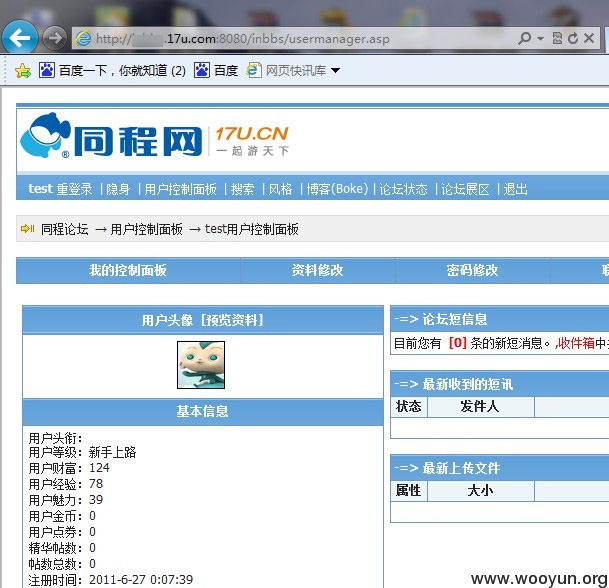 http://.17u.com:8080/inbbs/usermanager.asp
百度一下，你就知道 (2) 百度 网页快讯库
同程网 ® 17U.CN
一起游天下
test 重登录 | 隐身 | 用户控制面板 | 搜索 | 风格 | 博客(Boke) | 论坛状态 | 论坛展区 | 退出
同程论坛 → 用户控制面板 → test用户控制面板
我的控制面板 资料修改 密码修改
用户头像 [预览资料]
-=> 论坛短信息
目前您有 [0] 条的新短消息。,收件箱中
-=> 最新收到的短讯
状态 发件人
基本信息
用户头衔：
用户等级：新手上路
用户财富：124
用户经验：78
用户魅力：39
用户金币：0
用户点券：0
精华帖数：0
帖数总数：0
注册时间：2011-6-27 0:07:39
-=> 最新上传文件
属性 大小
www.wooyun.org